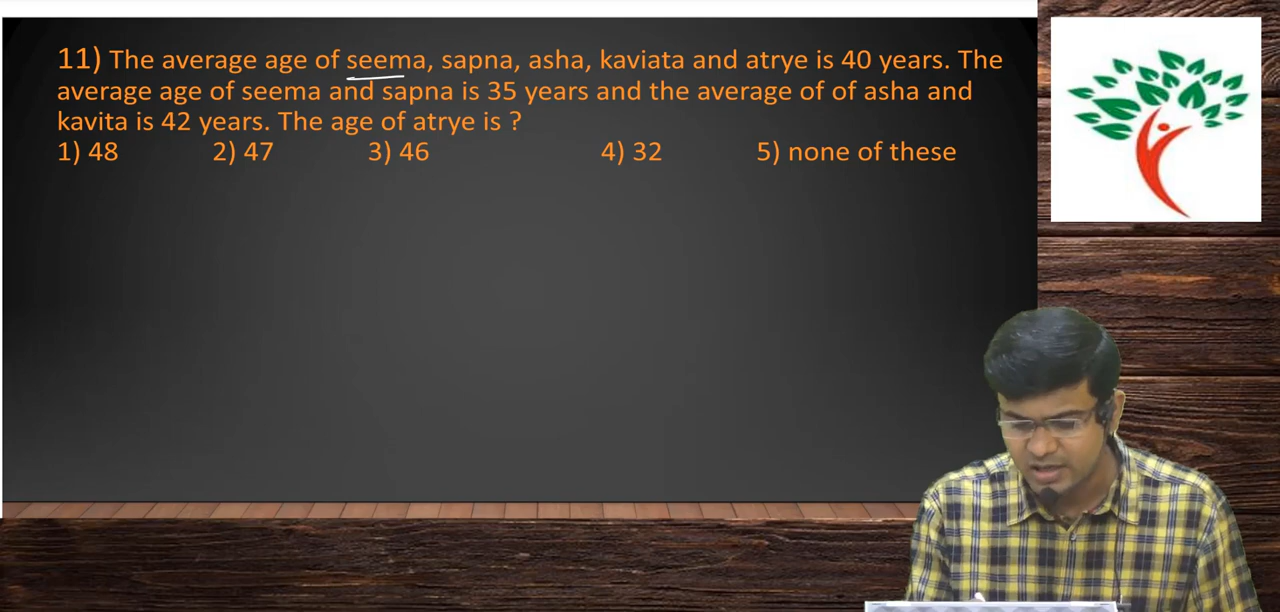 11) The average age of seema, sapna, asha, kaviata and atrye is 40 years. The
average age of seema and sapna is 35 years and the average of of asha and
kavita is 42 years. The age of atrye is ?
1) 48 2) 47 3) 46 4) 32 5) none of these